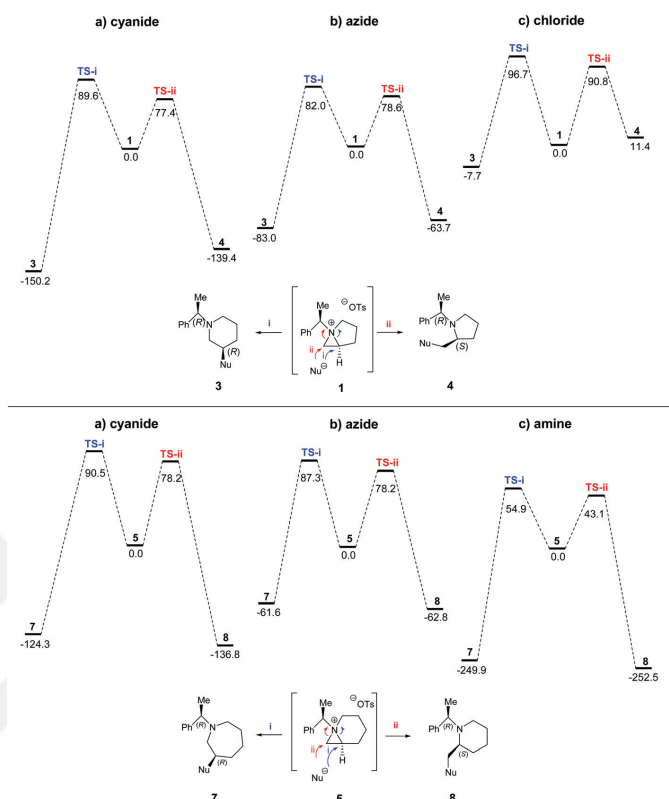 a) cyanide
b) azide
c) chloride
TS-i
89.6
TS-ii
77.4
1
0.0
3
-150.2
4
-139.4
TS-i
82.0
TS-ii
78.6
1
0.0
3
-83.0
4
-63.7
TS-i
96.7
TS-ii
90.8
3
-7.7
1
0.0
4
11.4
Me
Ph (R) N
(R)
Nu
3
i
Me
⊖OTs
Ph N ⊕
ii
i
H
Nu⊖
1
ii
Me
Ph (R) N
Nu (S)
4
a) cyanide
b) azide
c) amine
TS-i
90.5
TS-ii
78.2
5
0.0
7
-124.3
8
-136.8
TS-i
87.3
TS-ii
78.2
5
0.0
7
-61.6
8
-62.8
TS-i
54.9
TS-ii
43.1
5
0.0
7
-249.9
8
-252.5
Me
Ph (R) N
(R)
Nu
7
i
Me
⊖OTs
Ph N ⊕
ii
i
H
Nu⊖
5
ii
Me
Ph (R) N
(S)
Nu
8